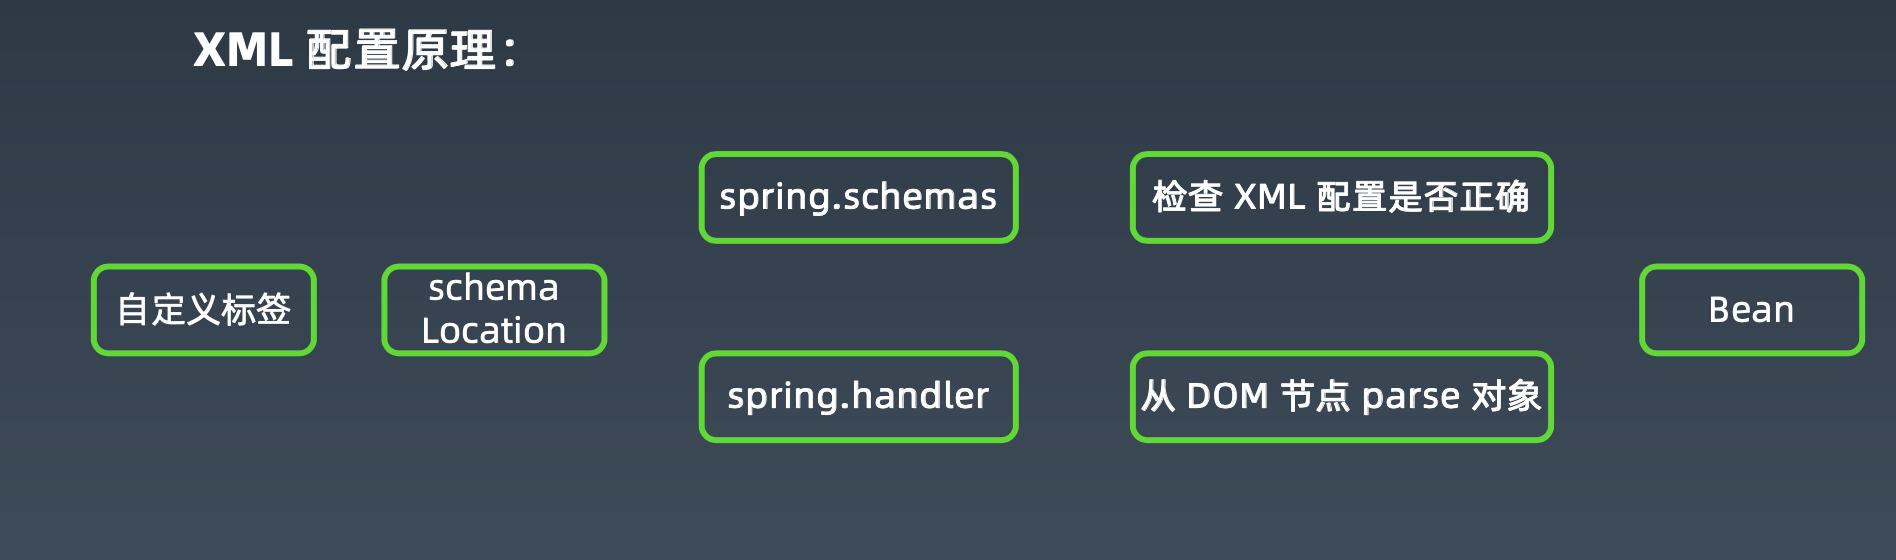 XML 配置原理：
自定义标签
schema
Location
spring.schemas
检查 XML 配置是否正确
spring.handler
从 DOM 节点 parse 对象
Bean